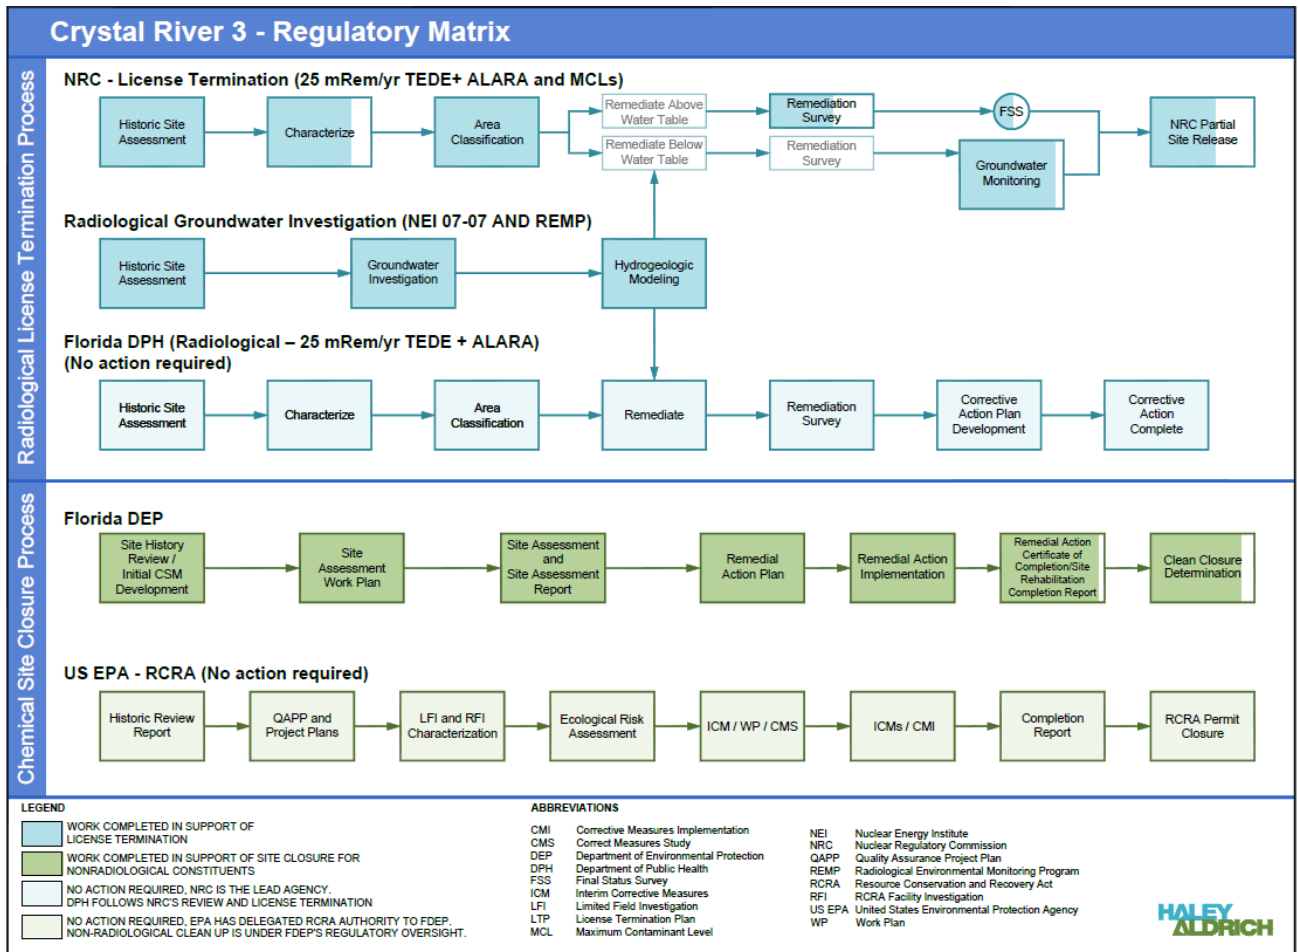 Crystal River 3 - Regulatory Matrix
Radiological License Termination Process
NRC - License Termination (25 mRem/yr TEDE+ ALARA and MCLs)
Historic Site
Assessment
Characterize
Area
Classification
Remediate Above
Water Table
Remediation
Survey
FSS
Remediate Below
Water Table
Remediation
Survey
Groundwater
Monitoring
NRC Partial
Site Release
Radiological Groundwater Investigation (NEI 07-07 AND REMP)
Historic Site
Assessment
Groundwater
Investigation
Hydrogeologic
Modeling
Florida DPH (Radiological – 25 mRem/yr TEDE + ALARA)
(No action required)
Historic Site
Assessment
Characterize
Area
Classification
Remediate
Remediation
Survey
Corrective
Action Plan
Development
Corrective
Action
Complete
Chemical Site Closure Process
Florida DEP
Site History
Review /
Initial CSM
Development
Site
Assessment
Work Plan
Site Assessment
and
Site Assessment
Report
Remedial
Action Plan
Remedial Action
Implementation
Remedial Action
Certificate of
Completion/Site
Rehabilitation
Completion Report
Clean Closure
Determination
US EPA - RCRA (No action required)
Historic Review
Report
QAPP and
Project Plans
LFI and RFI
Characterization
Ecological Risk
Assessment
ICM / WP / CMS
ICMs / CMI
Completion
Report
RCRA Permit
Closure
LEGEND
WORK COMPLETED IN SUPPORT OF
LICENSE TERMINATION
WORK COMPLETED IN SUPPORT OF SITE CLOSURE FOR
NONRADIOLOGICAL CONSTITUENTS
NO ACTION REQUIRED, NRC IS THE LEAD AGENCY.
DPH FOLLOWS NRC'S REVIEW AND LICENSE TERMINATION
NO ACTION REQUIRED, EPA HAS DELEGATED RCRA AUTHORITY TO FDEP.
NON-RADIOLOGICAL CLEAN UP IS UNDER FDEP'S REGULATORY OVERSIGHT.
ABBREVIATIONS
CMI Corrective Measures Implementation
CMS Correct Measures Study
DEP Department of Environmental Protection
DPH Department of Public Health
FSS Final Status Survey
ICM Interim Corrective Measures
LFI Limited Field Investigation
LTP License Termination Plan
MCL Maximum Contaminant Level
NEI Nuclear Energy Institute
NRC Nuclear Regulatory Commission
QAPP Quality Assurance Project Plan
REMP Radiological Environmental Monitoring Program
RCRA Resource Conservation and Recovery Act
RFI RCRA Facility Investigation
US EPA United States Environmental Protection Agency
WP Work Plan
HALEY
ALDRICH